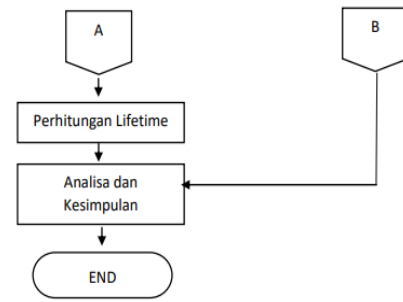 A
B
Perhitungan Lifetime
Analisa dan
Kesimpulan
END